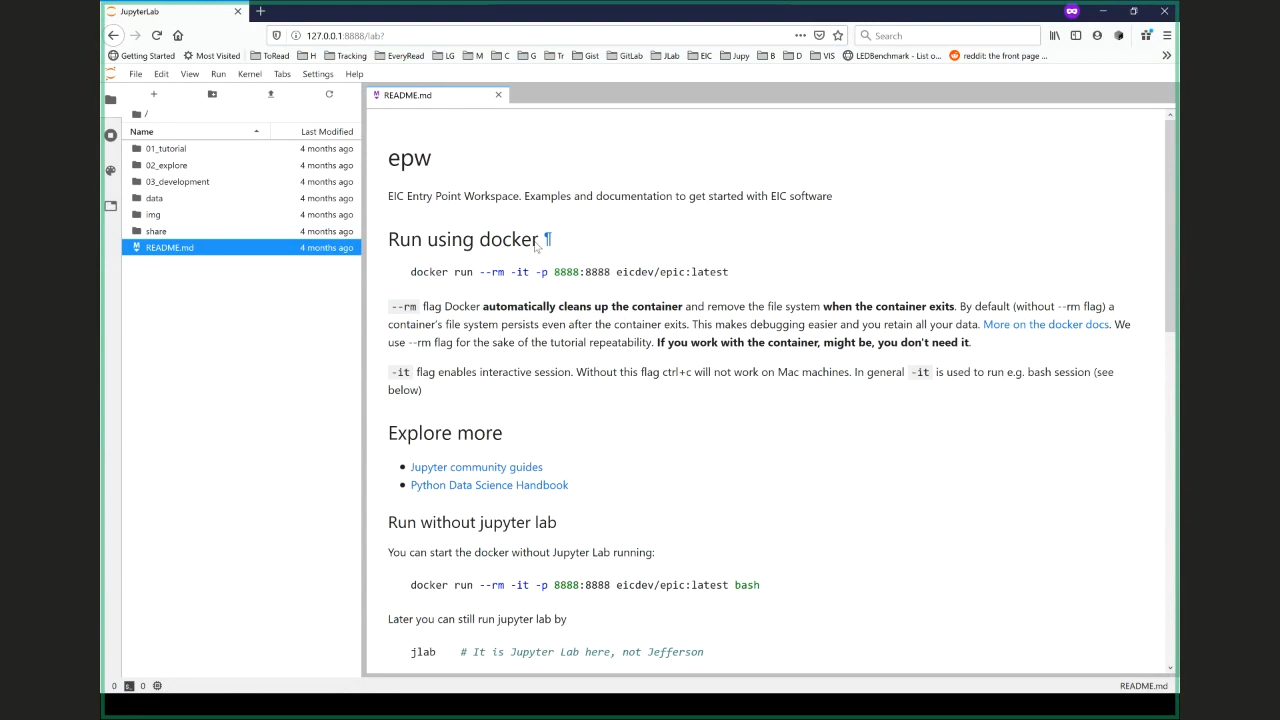 JupyterLab
127.0.0.1:8888/lab?
Search
Getting Started
Most Visited
ToRead
H
Tracking
EveryRead
LG
M
C
G
Tr
Gist
GitLab
JLab
EIC
Jupy
B
D
VIS
LEDBenchmark - List o...
reddit: the front page ...
File Edit View Run Kernel Tabs Settings Help
/
Name Last Modified
01_tutorial 4 months ago
02_explore 4 months ago
03_development 4 months ago
data 4 months ago
img 4 months ago
share 4 months ago
README.md 4 months ago
README.md
epw
EIC Entry Point Workspace. Examples and documentation to get started with EIC software
Run using docker ¶
docker run --rm -it -p 8888:8888 eicdev/epic:latest
--rm flag Docker automatically cleans up the container and remove the file system when the container exits. By default (without --rm flag) a
container's file system persists even after the container exits. This makes debugging easier and you retain all your data. More on the docker docs. We
use --rm flag for the sake of the tutorial repeatability. If you work with the container, might be, you don't need it.
-it flag enables interactive session. Without this flag ctrl+c will not work on Mac machines. In general -it is used to run e.g. bash session (see
below)
Explore more
Jupyter community guides
Python Data Science Handbook
Run without jupyter lab
You can start the docker without Jupyter Lab running:
docker run --rm -it -p 8888:8888 eicdev/epic:latest bash
Later you can still run jupyter lab by
jlab # It is Jupyter Lab here, not Jefferson
0 0
README.md